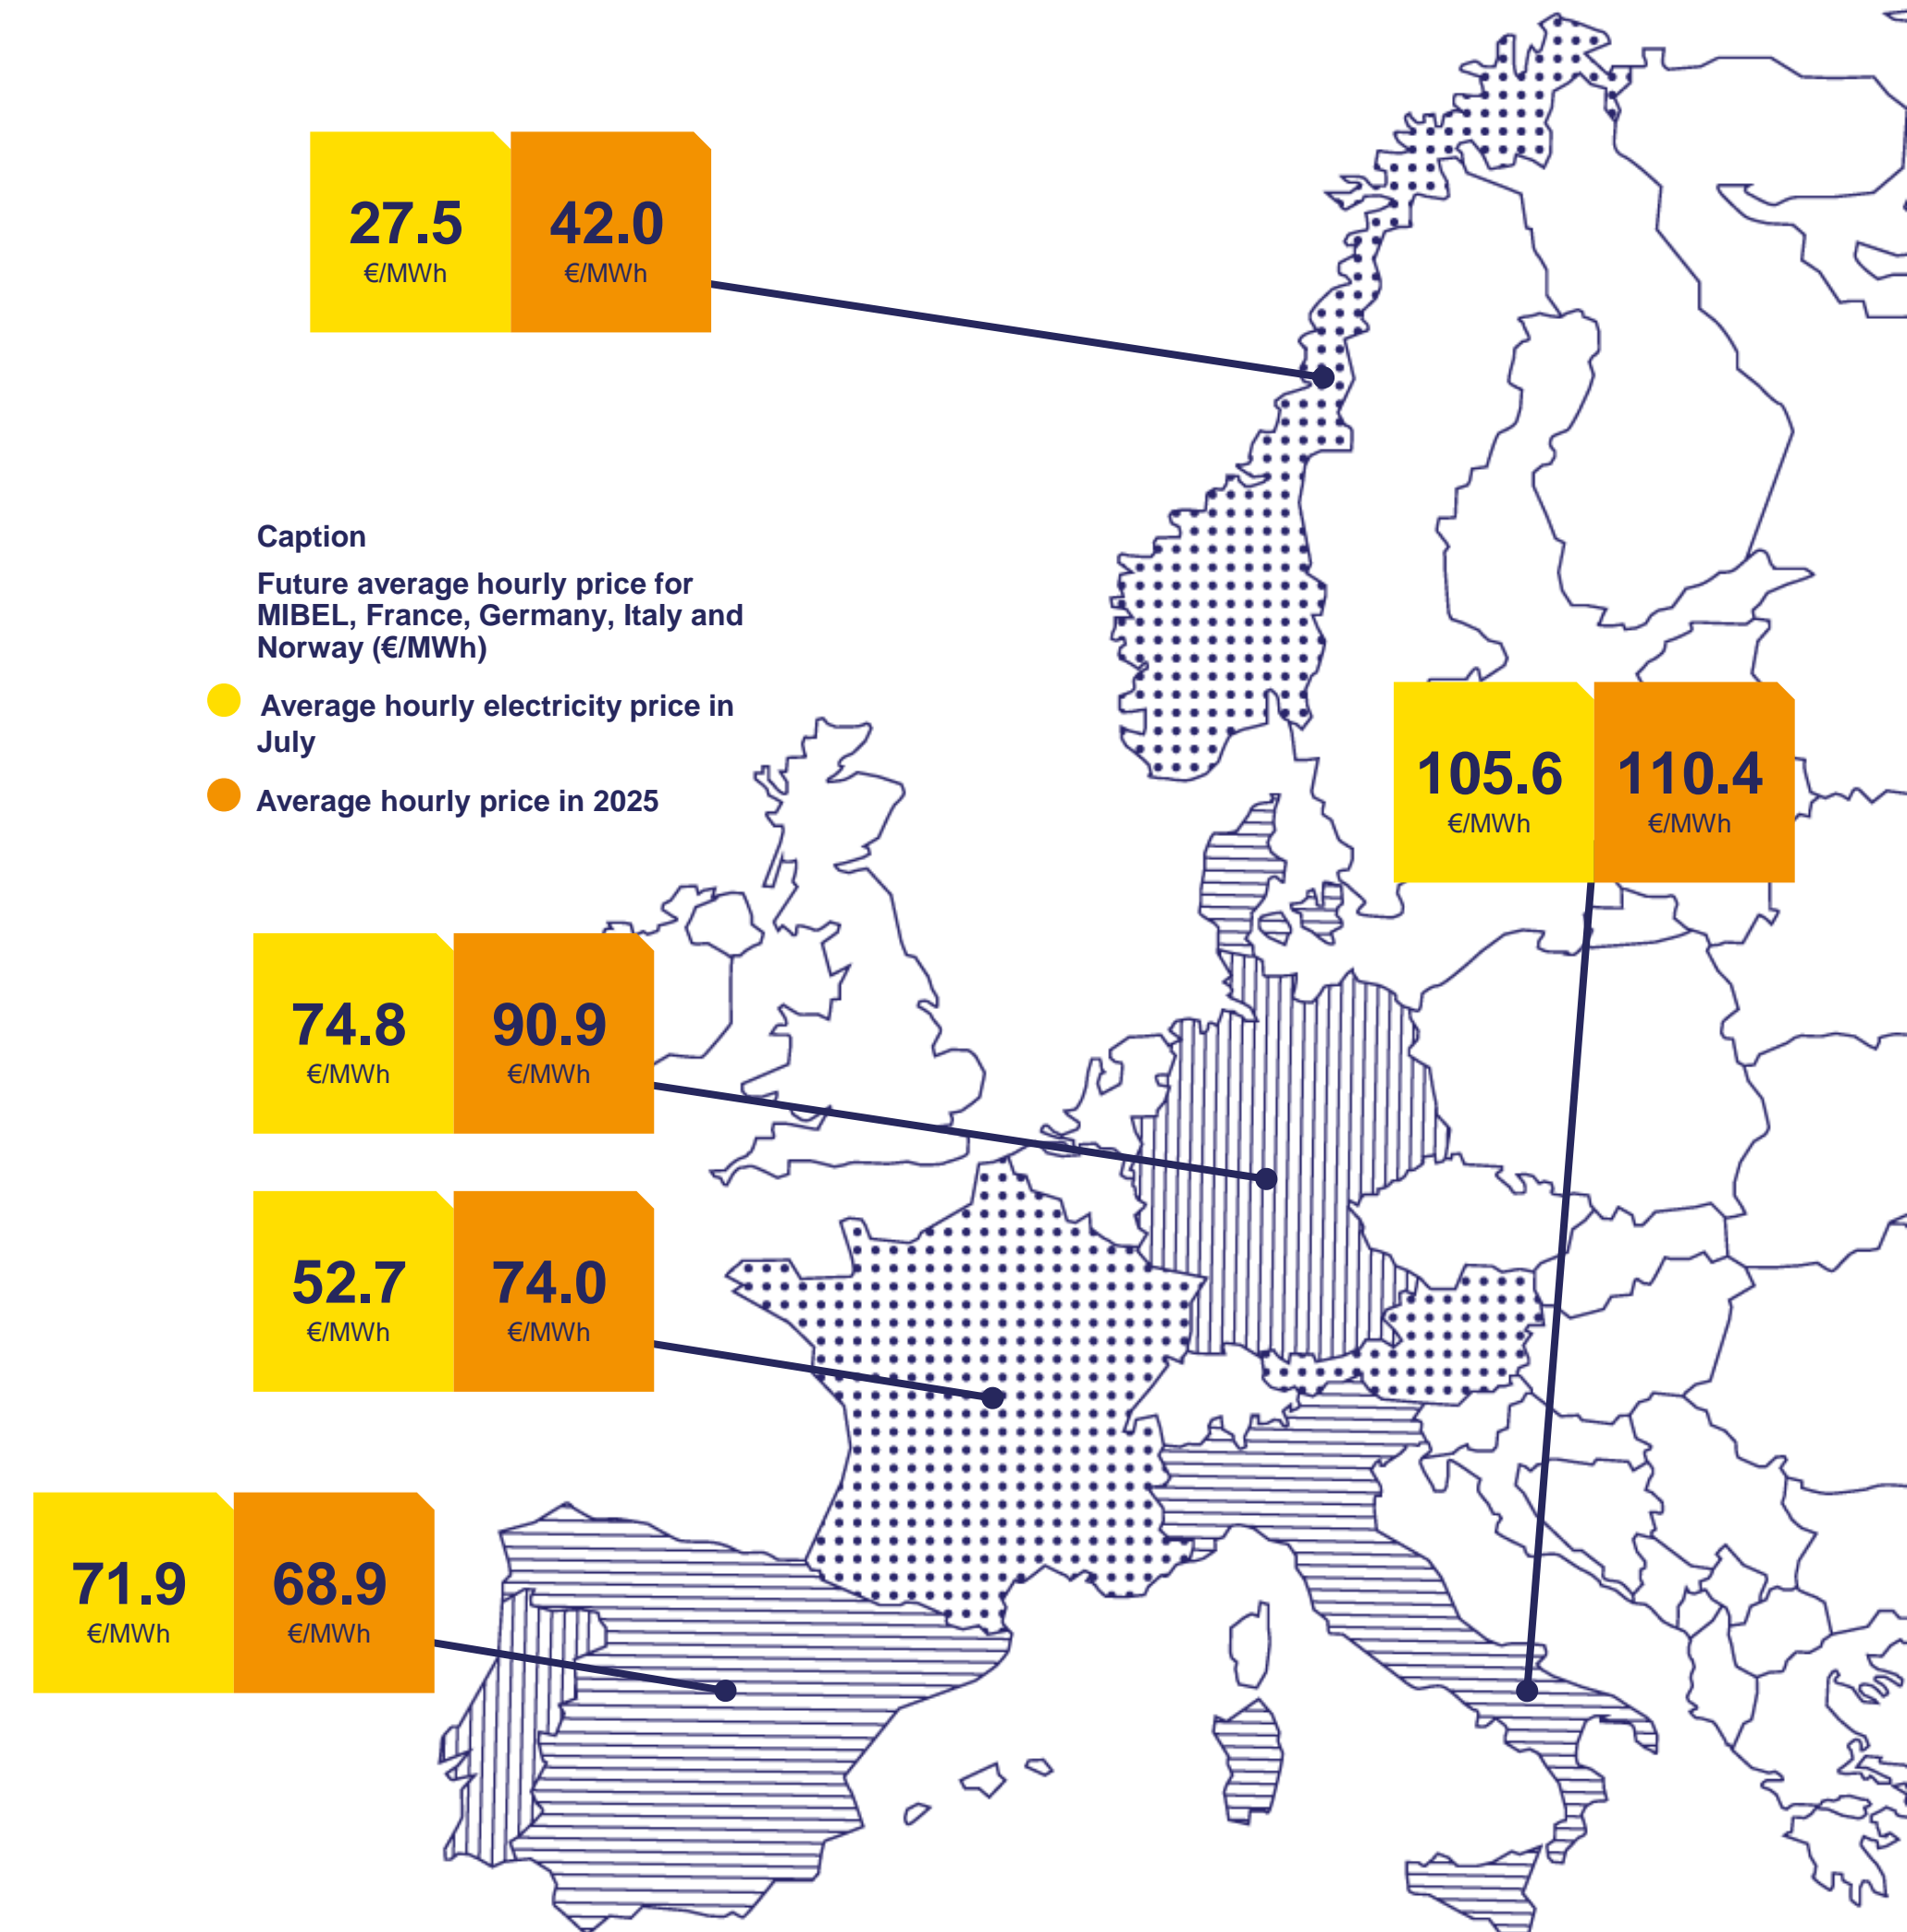 27.5
€/MWh
42.0
€/MWh
Caption
Future average hourly price for
MIBEL, France, Germany, Italy and
Norway (€/MWh)
Average hourly electricity price in
July
Average hourly price in 2025
105.6
€/MWh
110.4
€/MWh
74.8
€/MWh
90.9
€/MWh
52.7
€/MWh
74.0
€/MWh
71.9
€/MWh
68.9
€/MWh